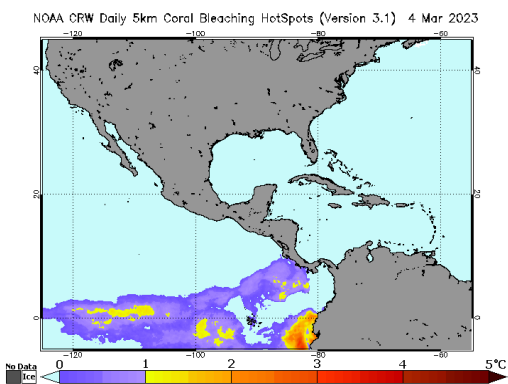 NOAA CRW Daily 5km Coral Bleaching HotSpots (Version 3.1) 4 Mar 2023
-120 -100 -80 -60
40 40
20 20
0 0
-120 -100 -80 -60
No Data
Ice
0 1 2 3 4 5°C